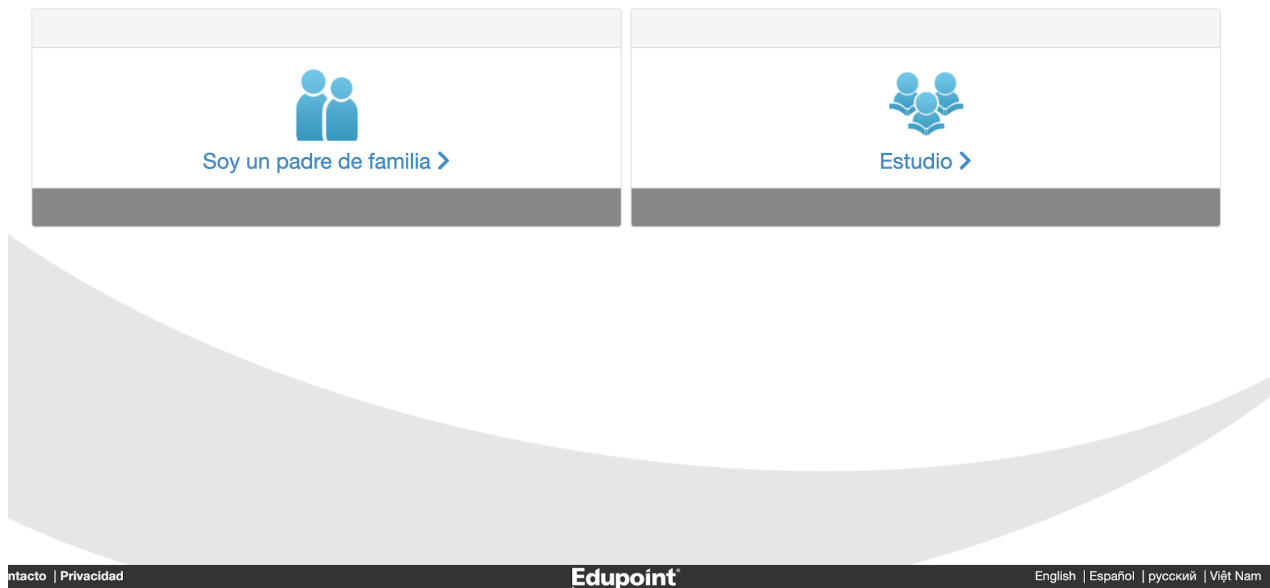 Soy un padre de familia
Estudio
ntacto | Privacidad
Edupoint®
English | Español | русский | Việt Nam